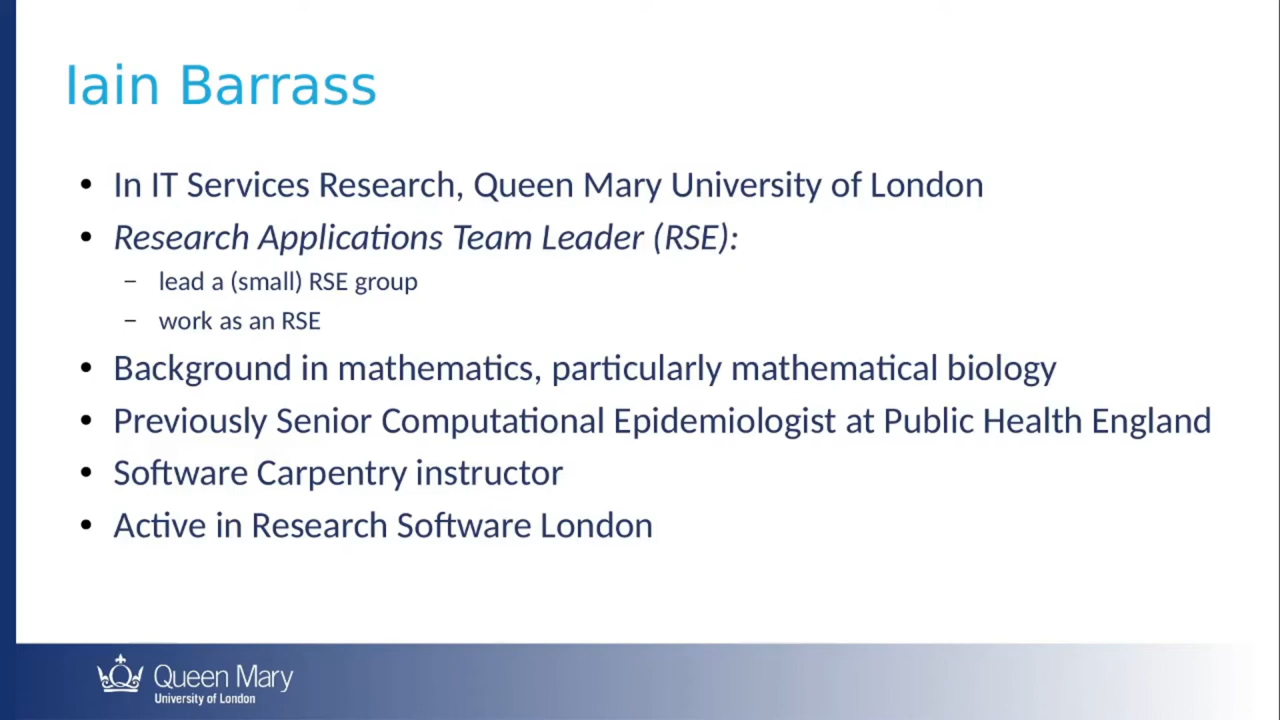 Iain Barrass
• In IT Services Research, Queen Mary University of London
• Research Applications Team Leader (RSE):
– lead a (small) RSE group
– work as an RSE
• Background in mathematics, particularly mathematical biology
• Previously Senior Computational Epidemiologist at Public Health England
• Software Carpentry instructor
• Active in Research Software London
Queen Mary
University of London